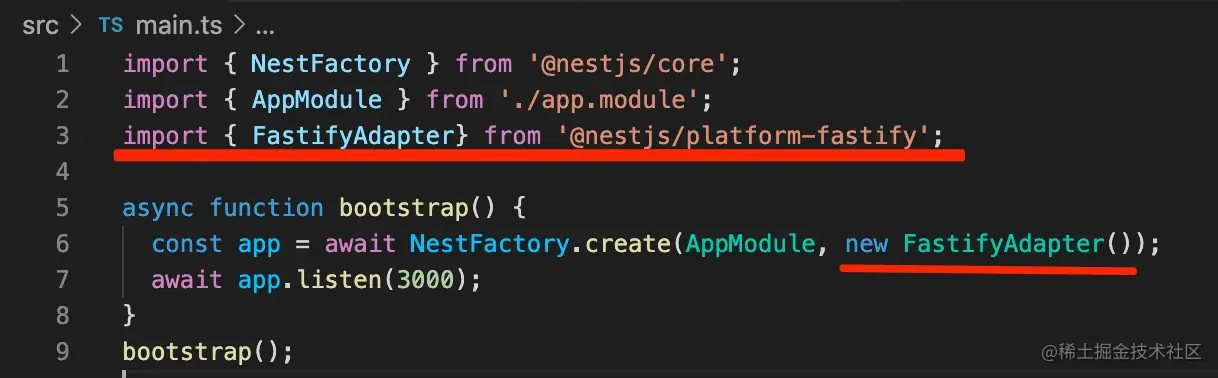 src > TS main.ts > ...
1 import { NestFactory } from '@nestjs/core';
2 import { AppModule } from './app.module';
3 import { FastifyAdapter} from '@nestjs/platform-fastify';
4
5 async function bootstrap() {
6 const app = await NestFactory.create(AppModule, new FastifyAdapter());
7 await app.listen(3000);
8 }
9 bootstrap();
@稀土掘金技术社区